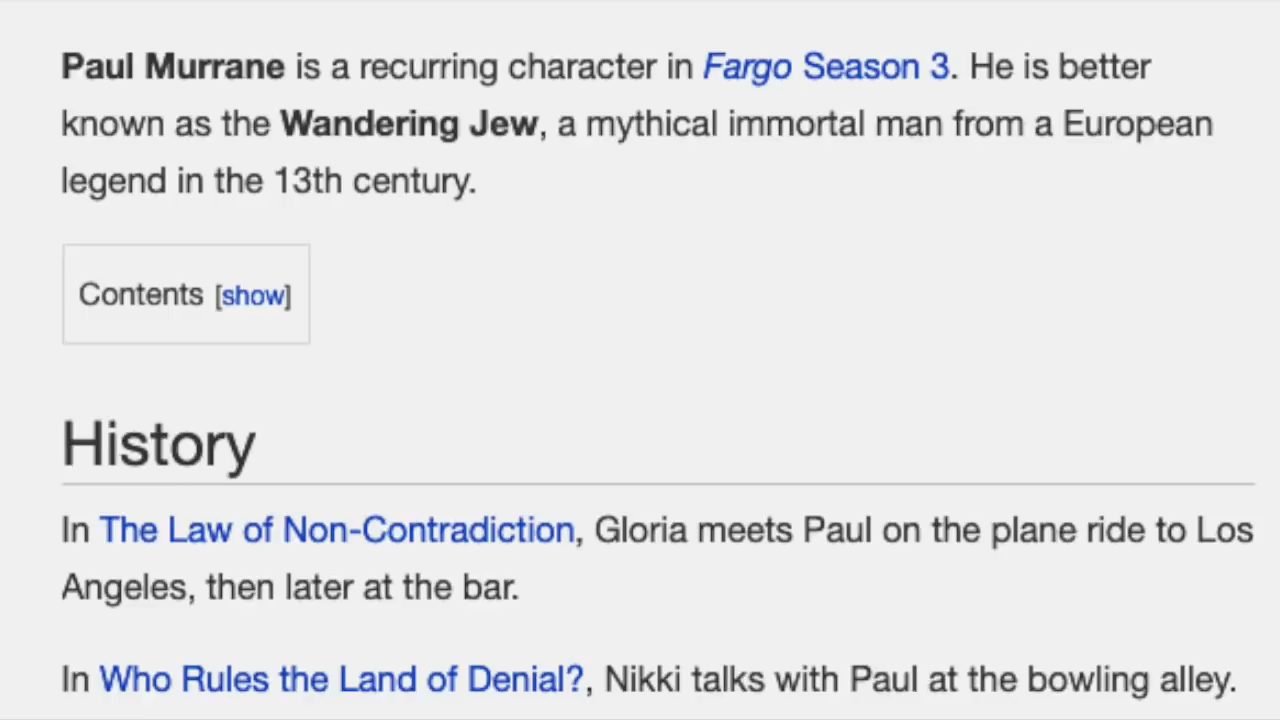 Paul Murrane is a recurring character in Fargo Season 3. He is better
known as the Wandering Jew, a mythical immortal man from a European
legend in the 13th century.
Contents [show]
History
In The Law of Non-Contradiction, Gloria meets Paul on the plane ride to Los
Angeles, then later at the bar.
In Who Rules the Land of Denial?, Nikki talks with Paul at the bowling alley.